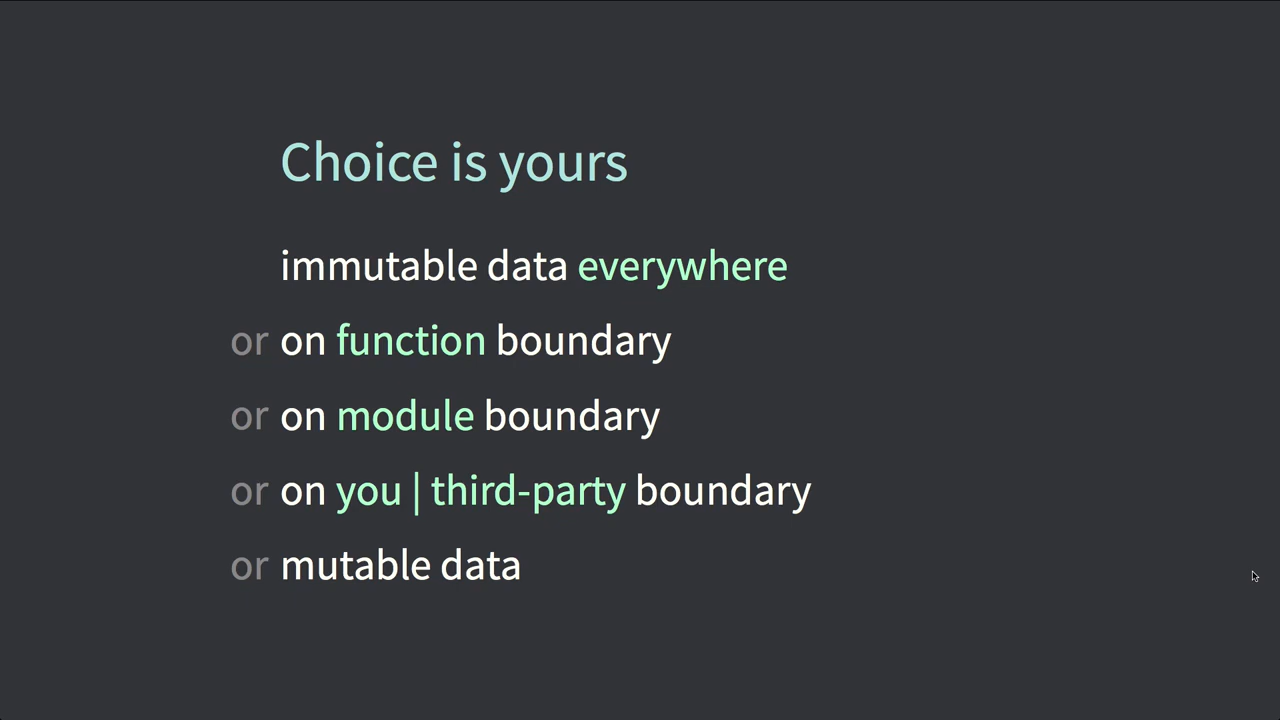 Choice is yours
immutable data everywhere
or on function boundary
or on module boundary
or on you | third-party boundary
or mutable data